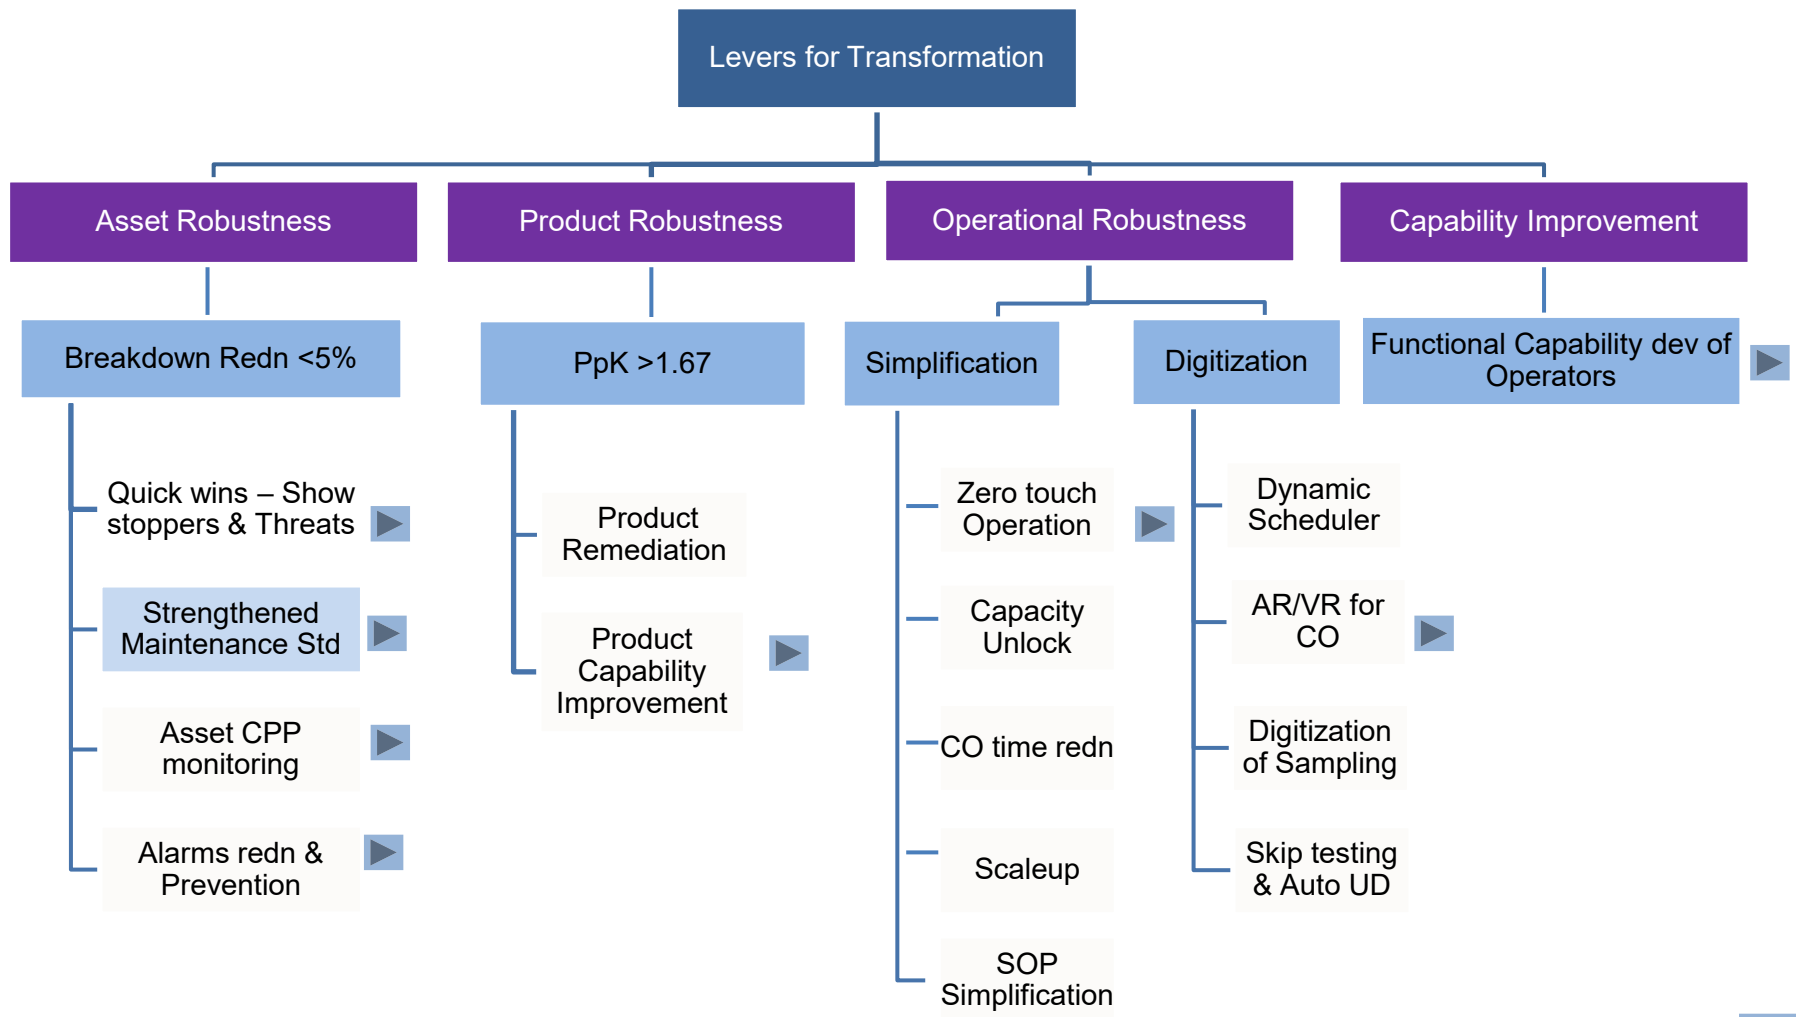 Levers for Transformation
Asset Robustness
Product Robustness
Operational Robustness
Capability Improvement
Breakdown Redn <5%
PpK >1.67
Simplification
Digitization
Functional Capability dev of
Operators
Quick wins – Show
stoppers & Threats
Strengthened
Maintenance Std
Asset CPP
monitoring
Alarms redn &
Prevention
Product
Remediation
Product
Capability
Improvement
Zero touch
Operation
Capacity
Unlock
CO time redn
Scaleup
SOP
Simplification
Dynamic
Scheduler
AR/VR for
CO
Digitization
of Sampling
Skip testing
& Auto UD